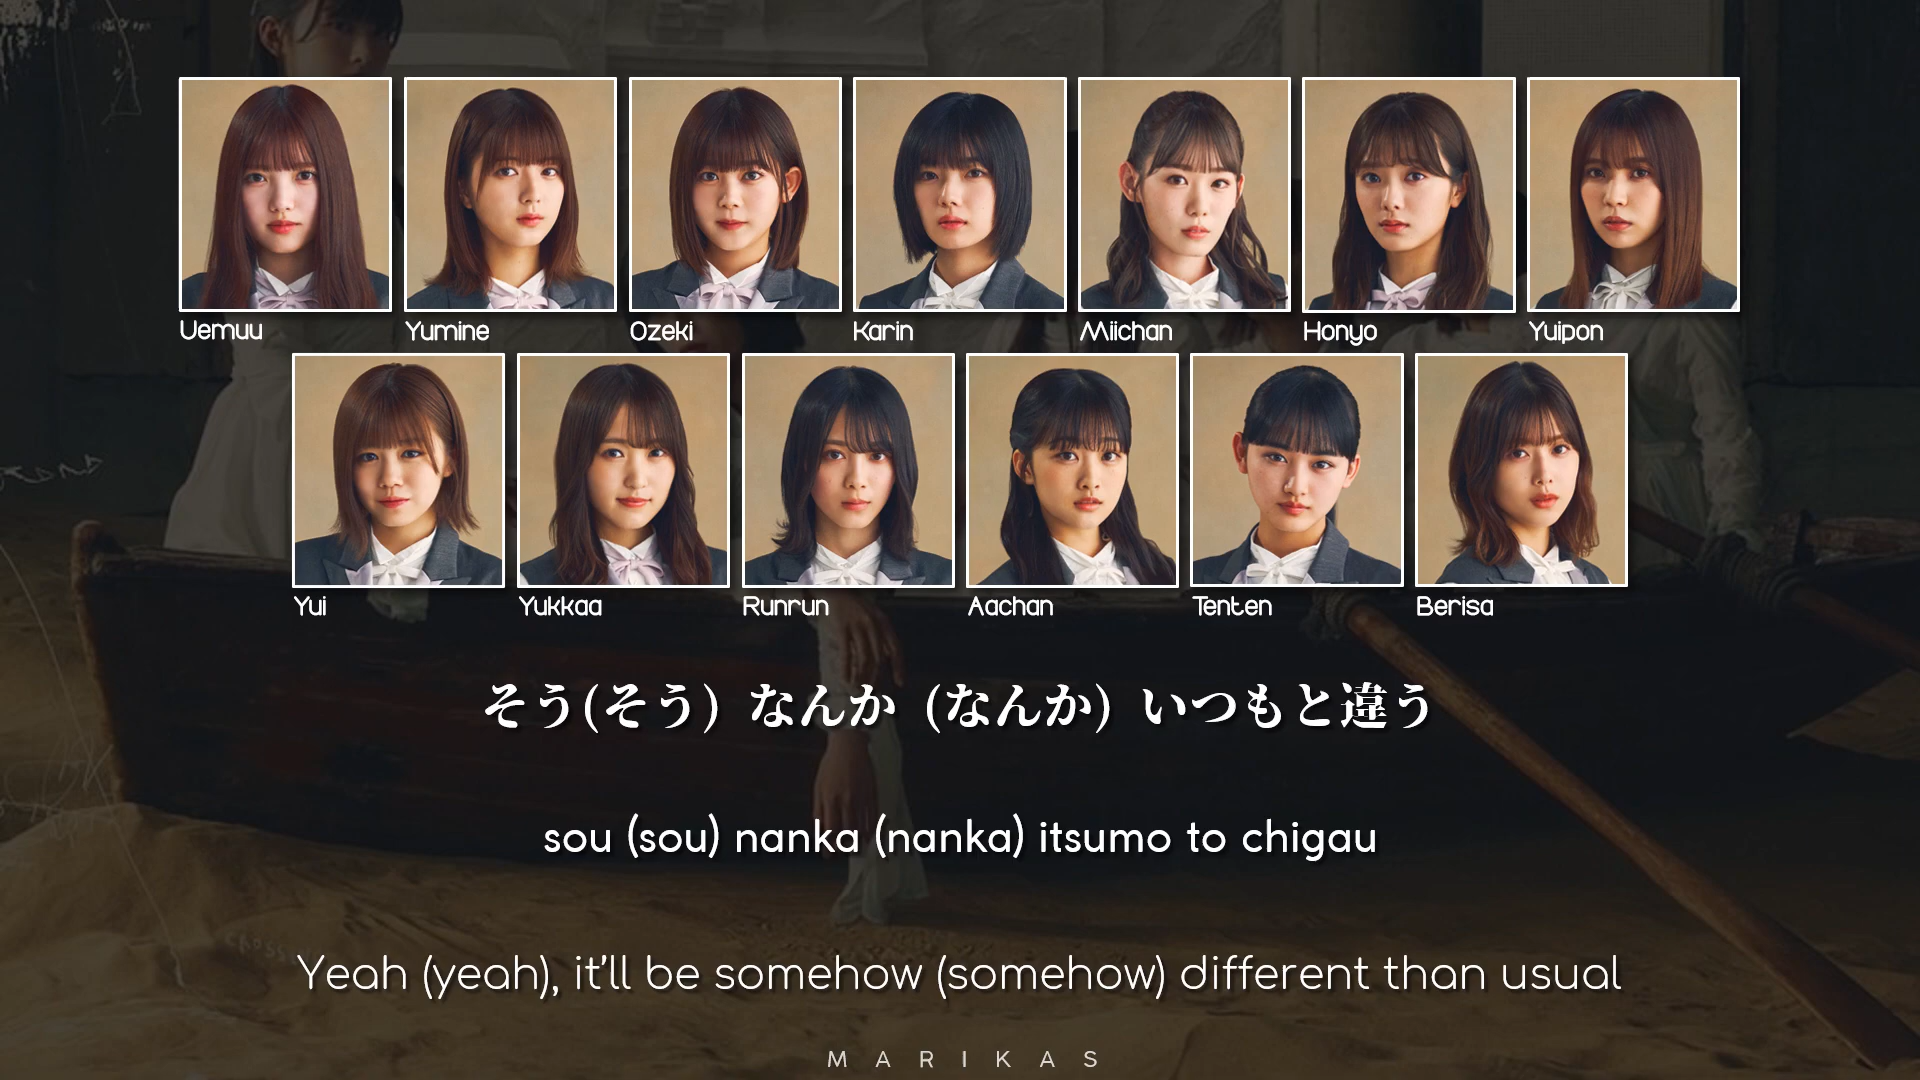 Uemuu Yumine Ozeki Karin Miichan Honyo Yuipon
Yui Yukkaa Runrun Aachan Tenten Berisa
そう(そう) なんか (なんか) いつもと違う
sou (sou) nanka (nanka) itsumo to chigau
Yeah (yeah), it'll be somehow (somehow) different than usual
MARIKAS